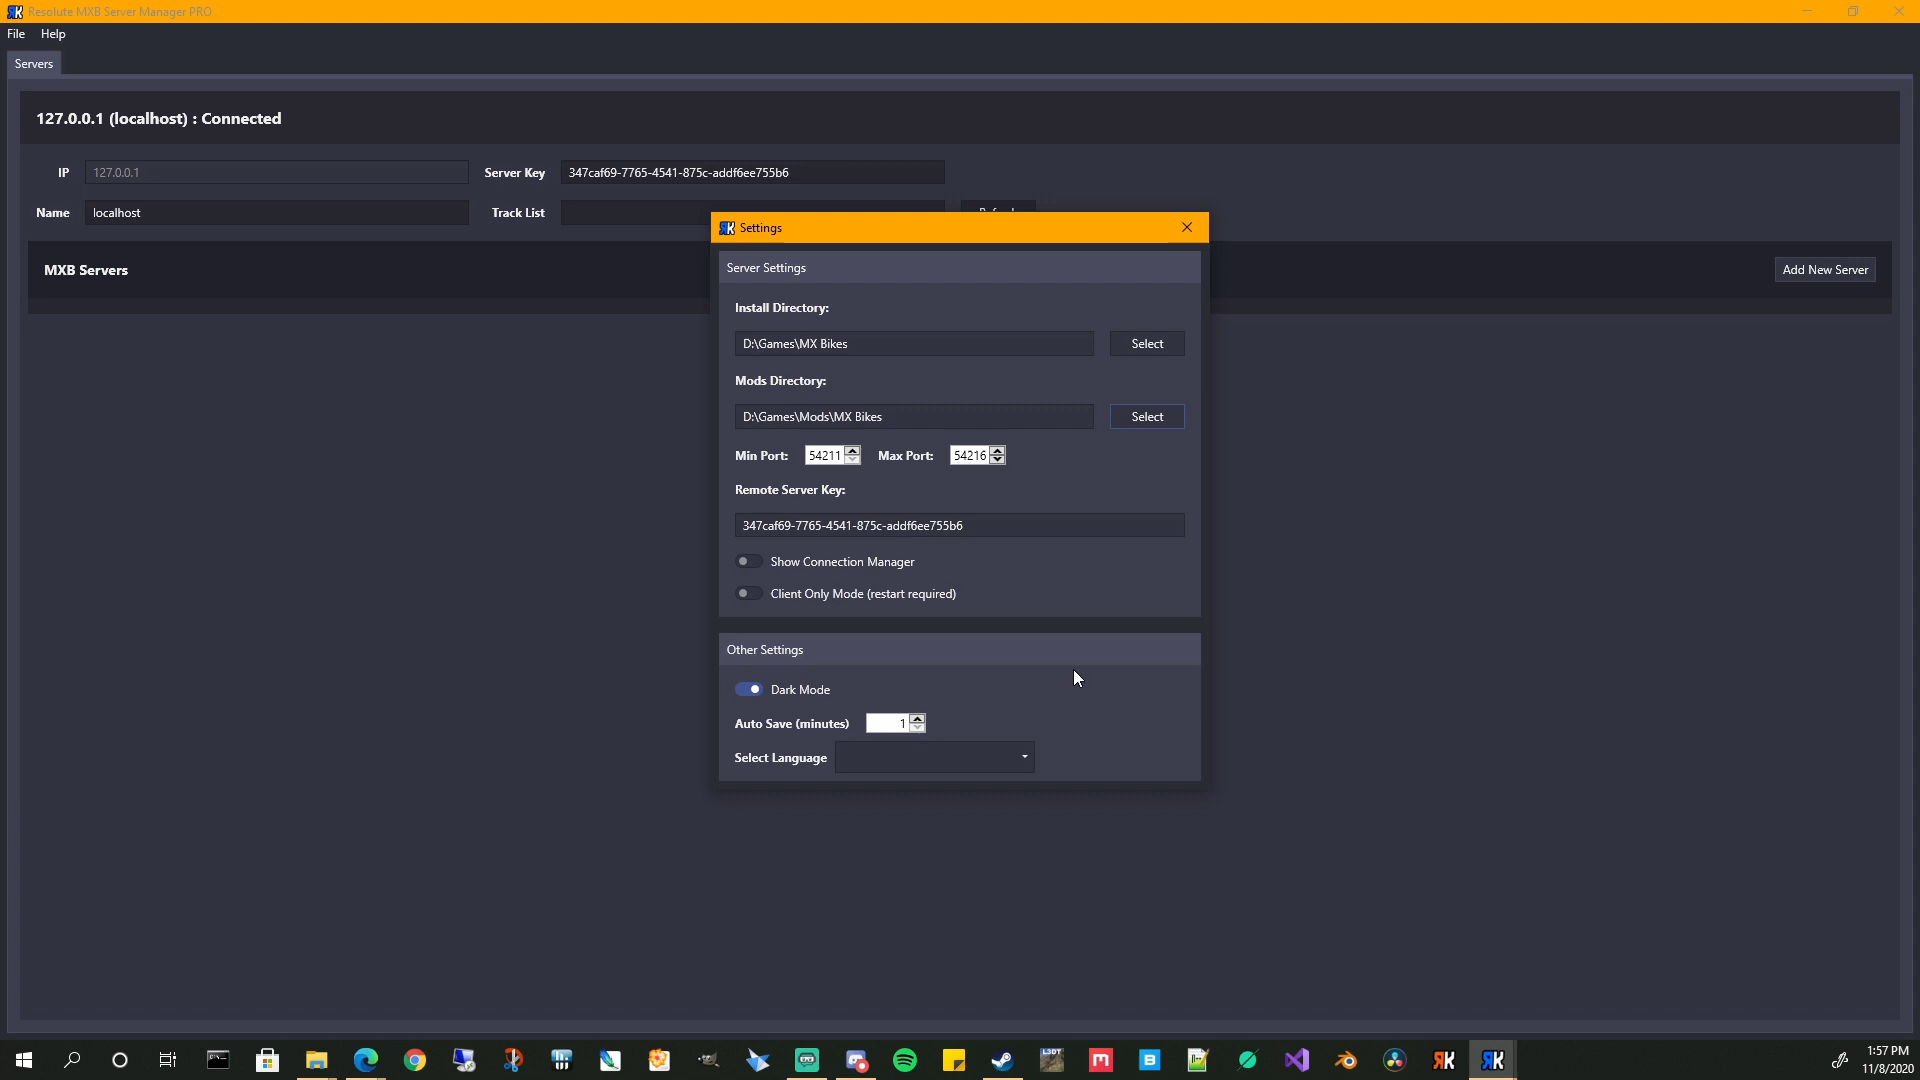 Resolute MXB Server Manager PRO
File Help
Servers
127.0.0.1 (localhost) : Connected
IP 127.0.0.1 Server Key 347caf69-7765-4541-875c-addf6ee755b6
Name localhost Track List
MXB Servers Add New Server
Settings
Server Settings
Install Directory:
D:\Games\MX Bikes Select
Mods Directory:
D:\Games\Mods\MX Bikes Select
Min Port: 54211 Max Port: 54216
Remote Server Key:
347caf69-7765-4541-875c-addf6ee755b6
Show Connection Manager
Client Only Mode (restart required)
Other Settings
Dark Mode
Auto Save (minutes) 1
Select Language
L3DT
1:57 PM
11/8/2020